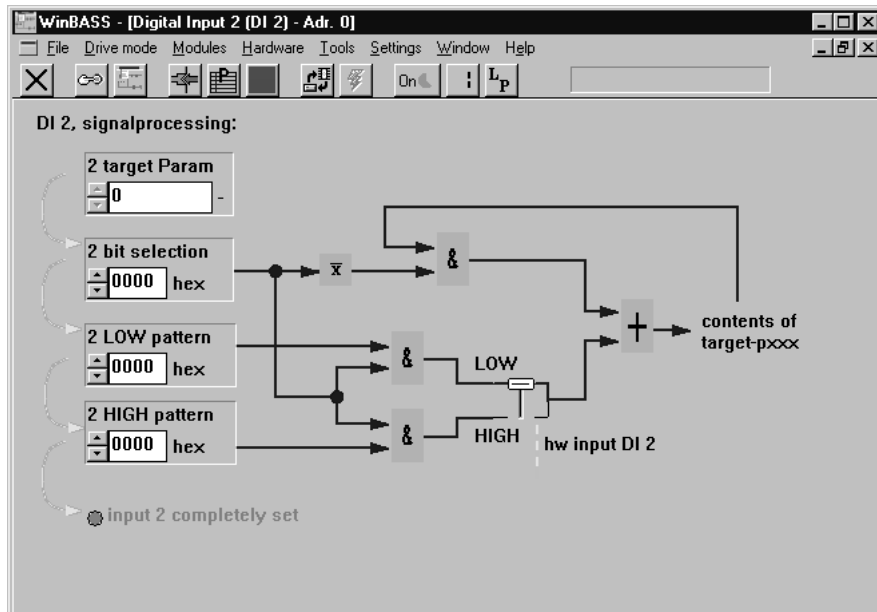 WinBASS - [Digital Input 2 (DI 2) - Adr. 0]
File Drive mode Modules Hardware Tools Settings Window Help
P On L P
DI 2, signalprocessing:
2 target Param
0 -
2 bit selection
0000 hex
x̅
&
2 LOW pattern
0000 hex
&
LOW
+
contents of
target-pxxx
2 HIGH pattern
0000 hex
&
HIGH
hw input DI 2
input 2 completely set